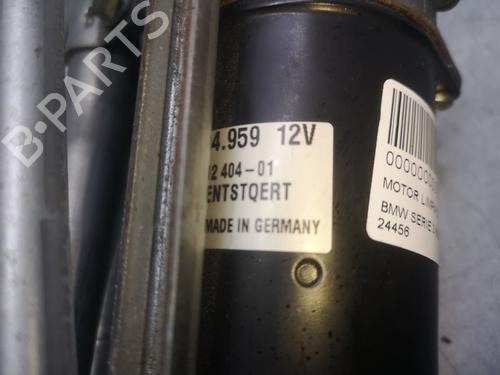 B-PARTS
4.959 12V
2 404-01
ENTSTQERT
MADE IN GERMANY
MOTOR
BMW SERIE
24456